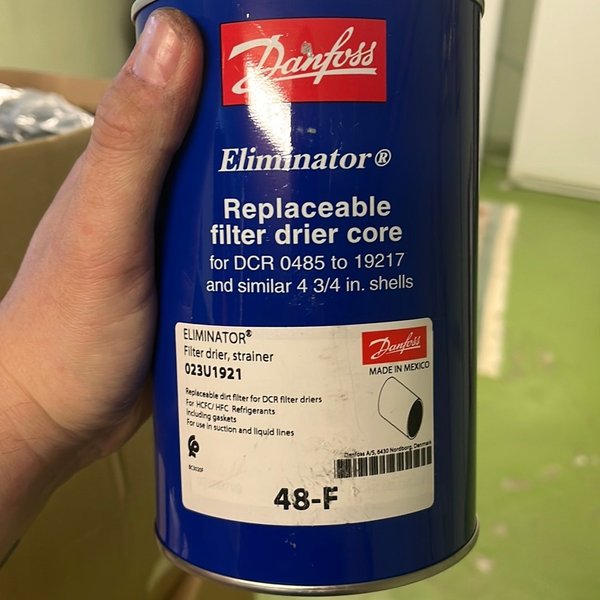 Danfoss
Eliminator®
Replaceable
filter drier core
for DCR 0485 to 19217
and similar 4 3/4 in. shells
ELIMINATOR®
Filter drier, strainer
023U1921
Danfoss
MADE IN MEXICO
Replaceable dirt filter for DCR filter driers
For HCFC/ HFC Refrigerants
Including gaskets
For use in suction and liquid lines
Danfoss A/S, 6430 Nordborg, Denmark
48-F